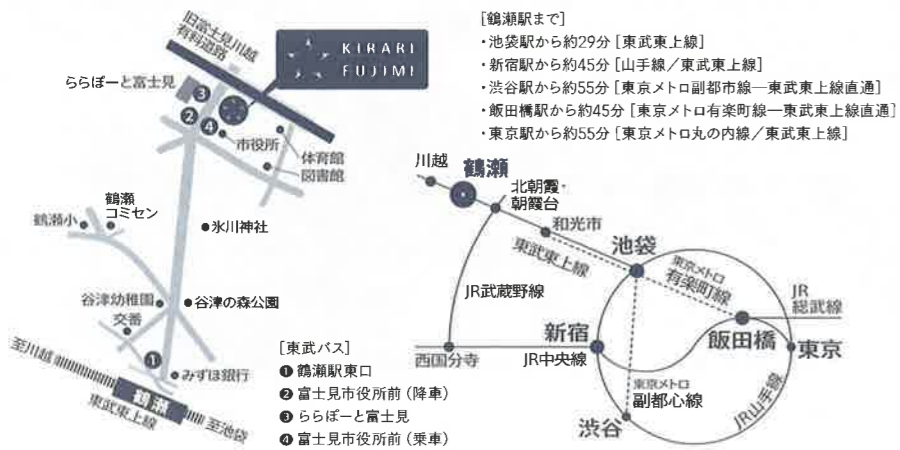 旧富士見川越
有料道路
KIRARI
FUJIMI
ららぽーと富士見
❸
❷
❹
市役所
体育館
図書館
鶴瀬
コミセン
鶴瀬小
氷川神社
谷津幼稚園
谷津の森公園
交番
❶
みずほ銀行
至川越
鶴瀬
東武東上線
至池袋
[東武バス]
❶ 鶴瀬駅東口
❷ 富士見市役所前(降車)
❸ ららぽーと富士見
❹ 富士見市役所前(乗車)
[鶴瀬駅まで]
・池袋駅から約29分[東武東上線]
・新宿駅から約45分[山手線/東武東上線]
・渋谷駅から約55分[東京メトロ副都市線―東武東上線直通]
・飯田橋駅から約45分[東京メトロ有楽町線―東武東上線直通]
・東京駅から約55分[東京メトロ丸の内線/東武東上線]
川越
鶴瀬
北朝霞・
朝霞台
和光市
東武東上線
池袋
東京メトロ
有楽町線
JR武蔵野線
JR
総武線
新宿
飯田橋
東京
西国分寺
JR中央線
東京メトロ
副都心線
渋谷
JR山手線